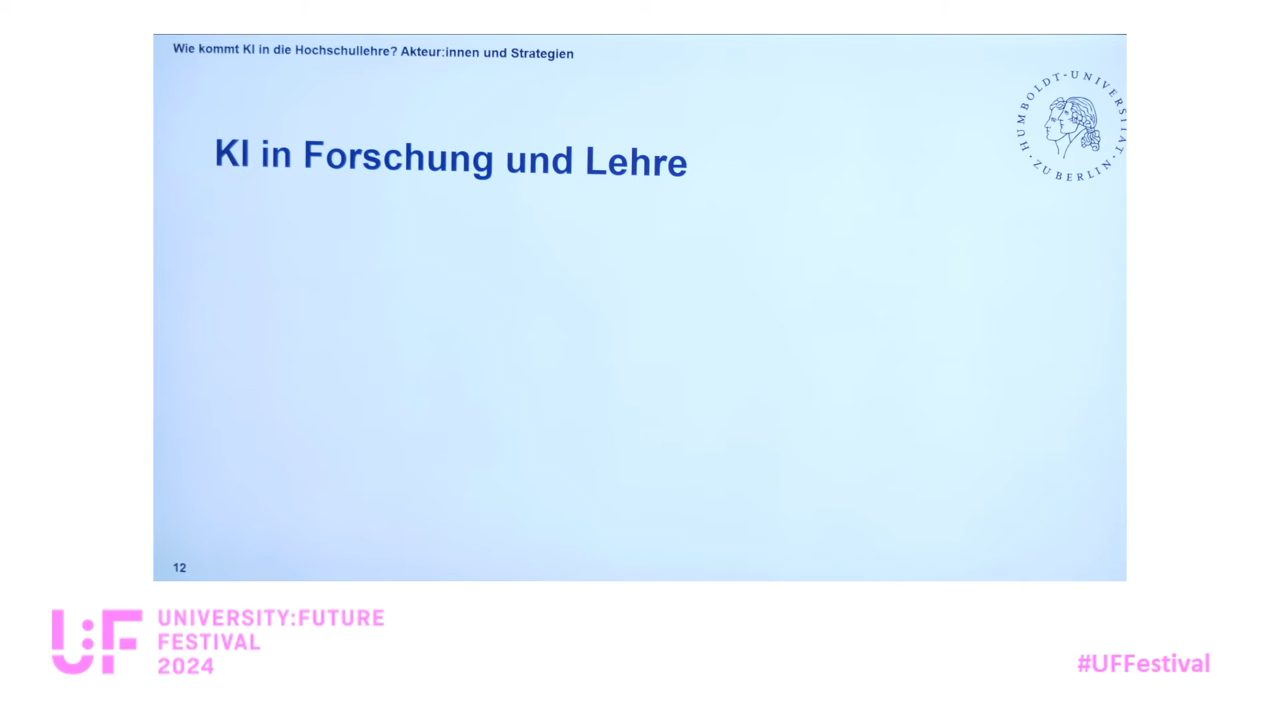 Wie kommt KI in die Hochschullehre? Akteur:innen und Strategien
HUMBOLDT-UNIVERSITÄT · ZU BERLIN ·
KI in Forschung und Lehre
12
U:F UNIVERSITY:FUTURE
FESTIVAL
2024
#UFFestival